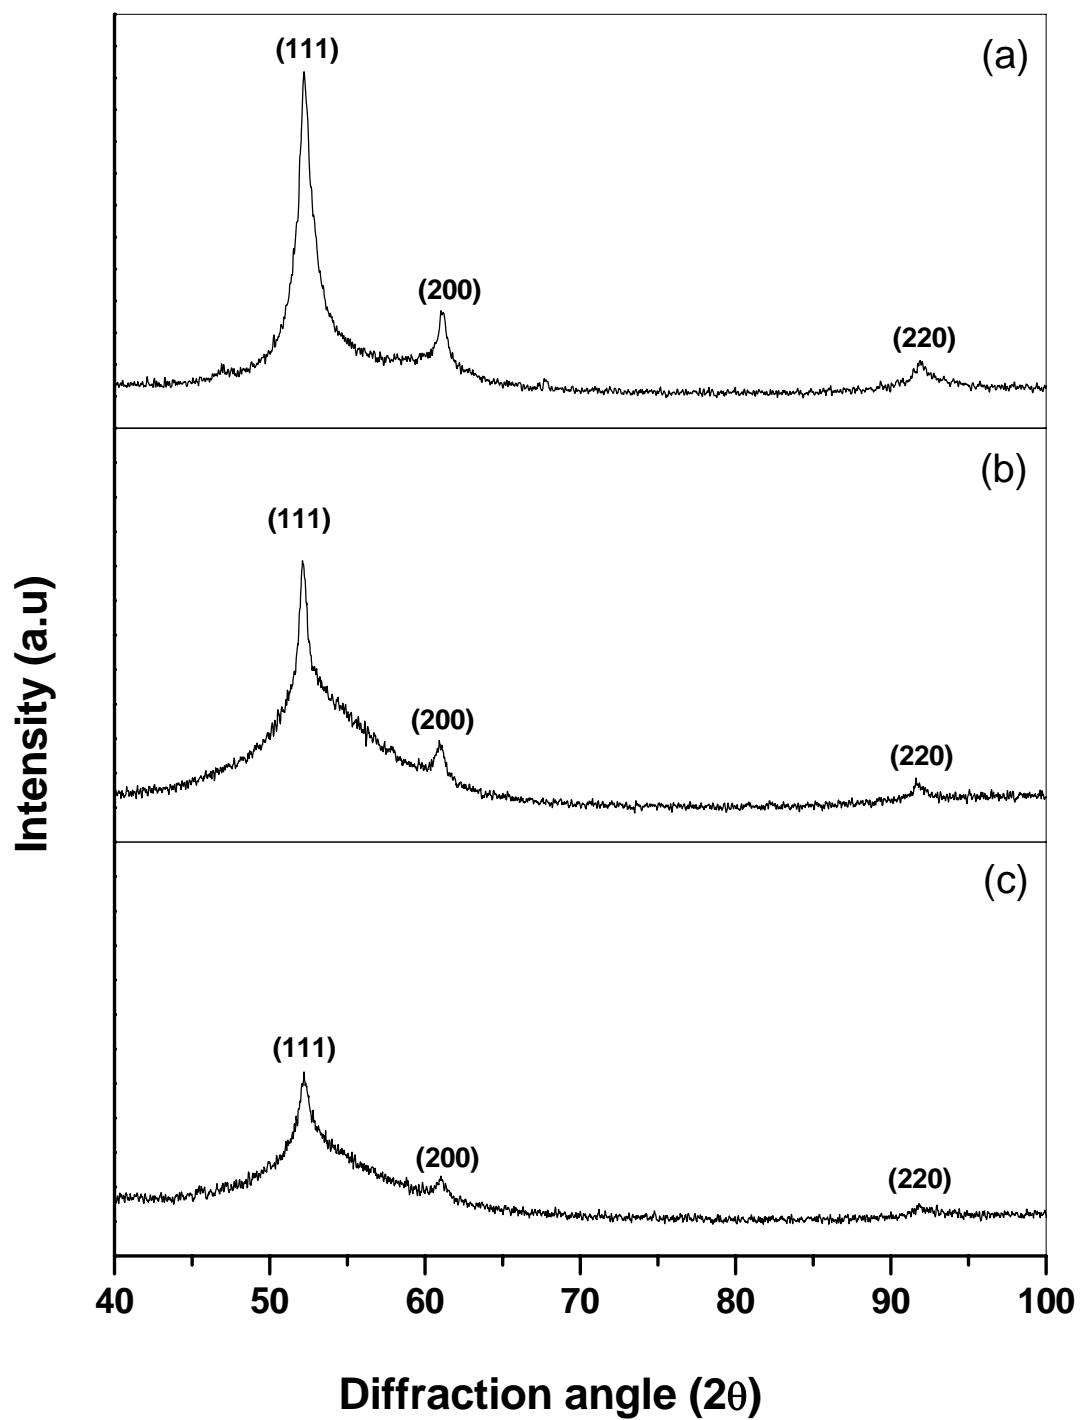 (111)
(a)
(200)
(220)
(b)
(111)
(200)
(220)
(c)
(111)
(200)
(220)
Intensity (a.u)
40 50 60 70 80 90 100
Diffraction angle (2θ)